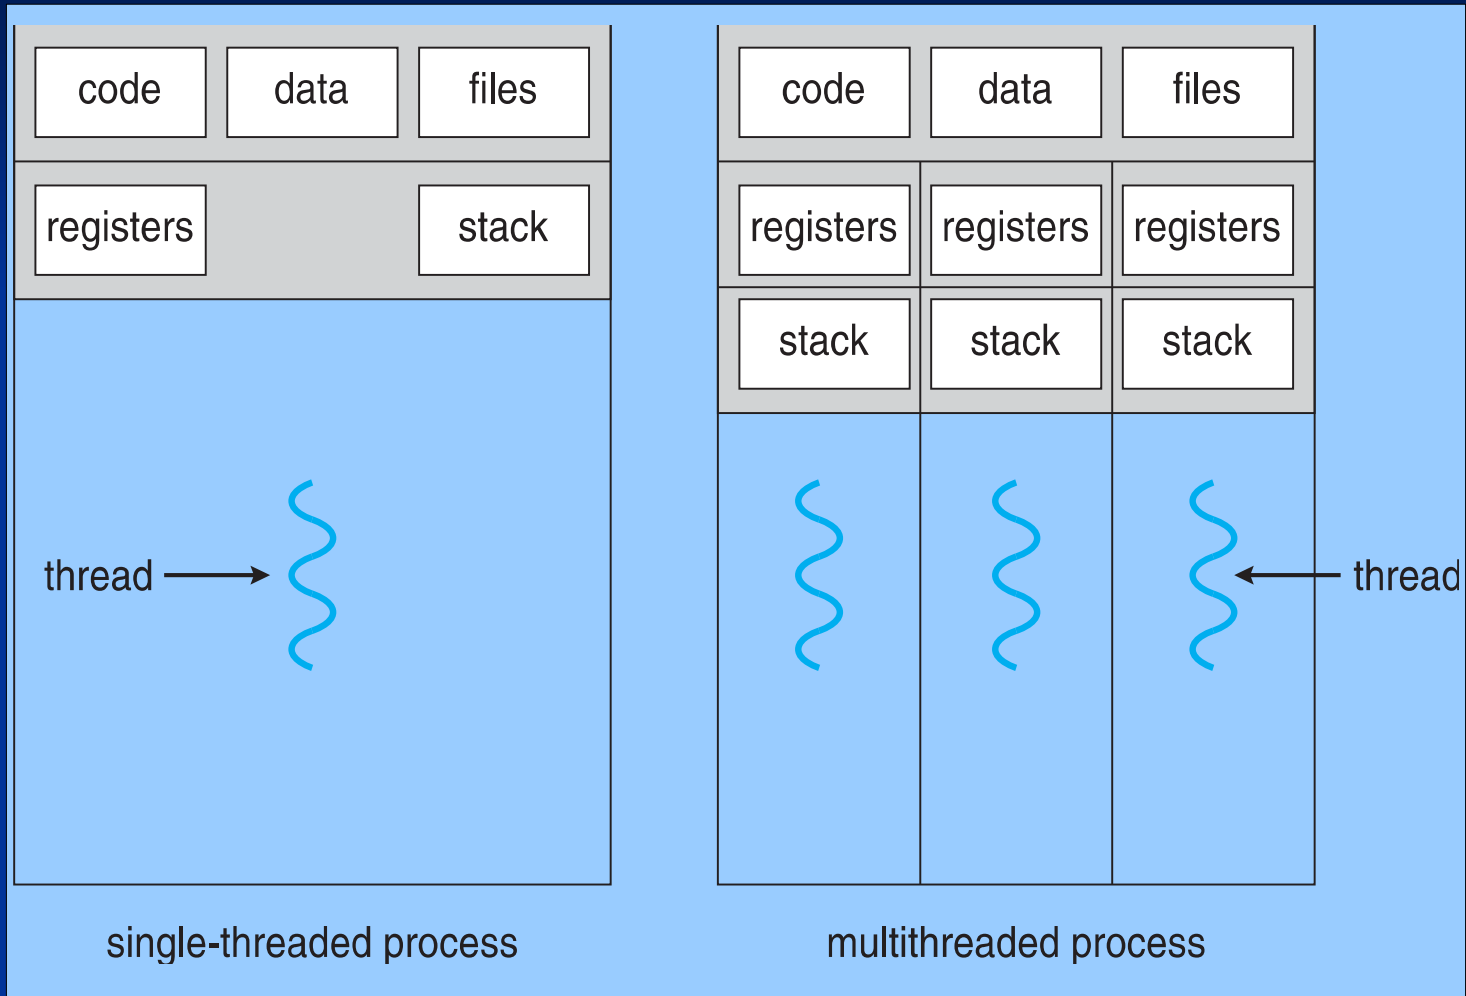 code data files
registers stack
thread
single-threaded process
code data files
registers registers registers
stack stack stack
thread
multithreaded process